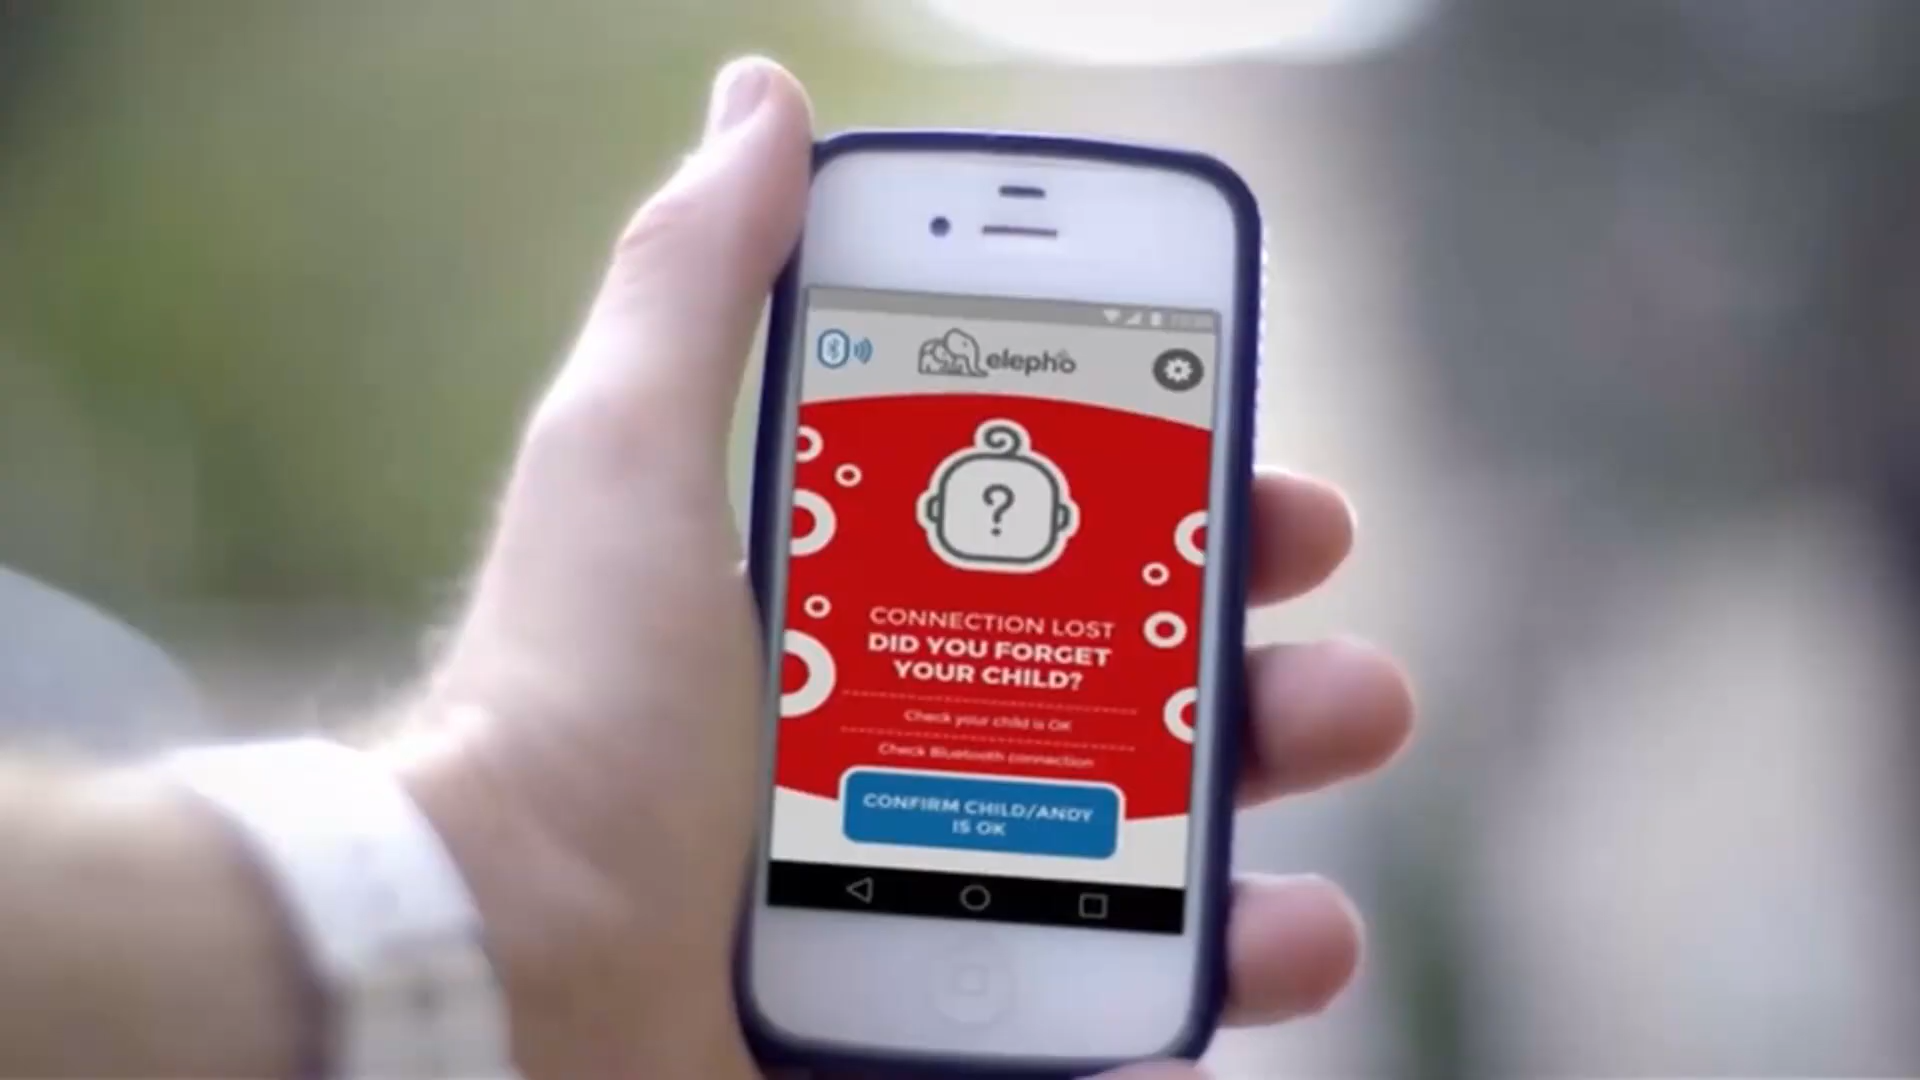 elepho
?
CONNECTION LOST
DID YOU FORGET
YOUR CHILD?
Check your child is OK
Check Bluetooth connection
CONFIRM CHILD/ANDY
IS OK